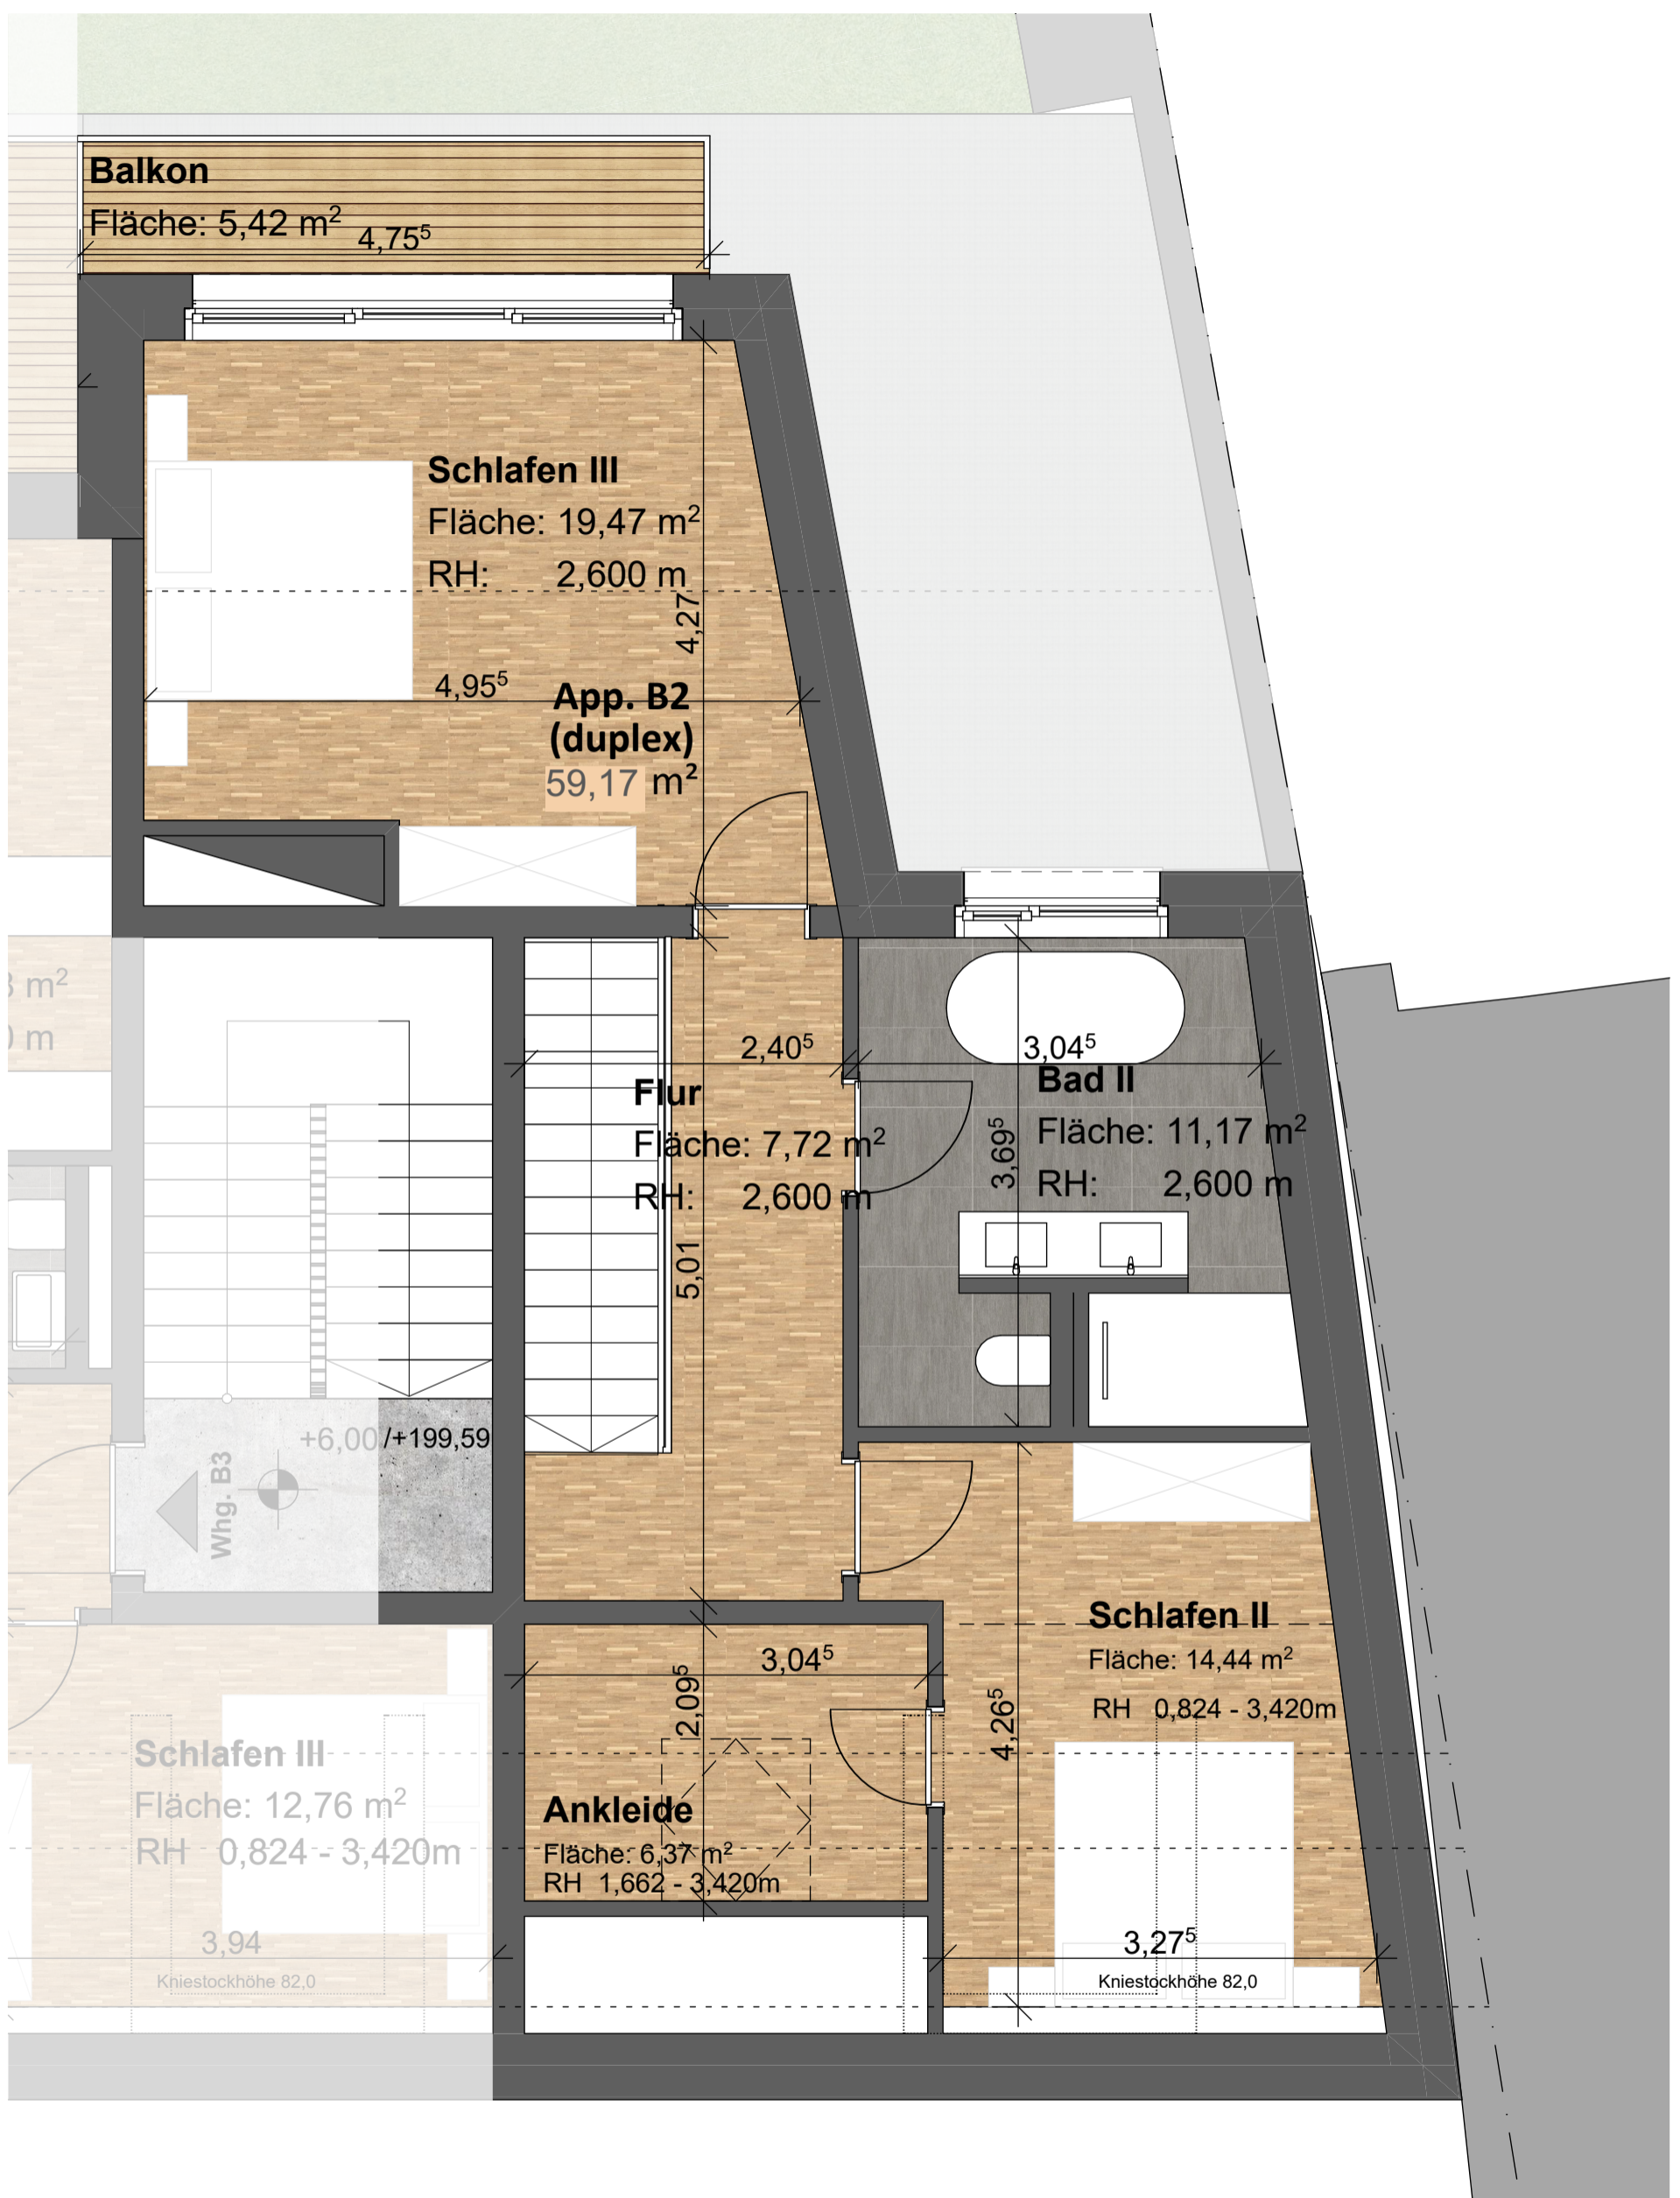 Balkon
Fläche: 5,42 m²
4,75⁵
Schlafen III
Fläche: 19,47 m²
RH: 2,600 m
4,27
4,95⁵
App. B2
(duplex)
59,17 m²
m²
m
2,40⁵
3,04⁵
Flur
Fläche: 7,72 m²
RH: 2,600 m
5,01
Bad II
Fläche: 11,17 m²
RH: 2,600 m
3,69⁵
+6,00/+199,59
Whg. B3
Schlafen II
Fläche: 14,44 m²
RH 0,824 - 3,420m
4,26⁵
3,04⁵
2,09⁵
Ankleide
Fläche: 6,37 m²
RH 1,662 - 3,420m
Schlafen III
Fläche: 12,76 m²
RH 0,824 - 3,420m
3,94
Kniestockhöhe 82,0
3,27⁵
Kniestockhöhe 82,0